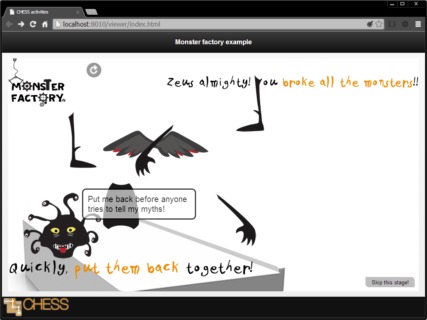 CHESS activities
localhost:8010/viewer/index.html
Monster factory example
MONSTER
FACTORY
Zeus almighty! You broke all the monsters!!
Put me back before anyone
tries to tell my myths!
Quickly, put them back together!
Skip this stage!
CHESS